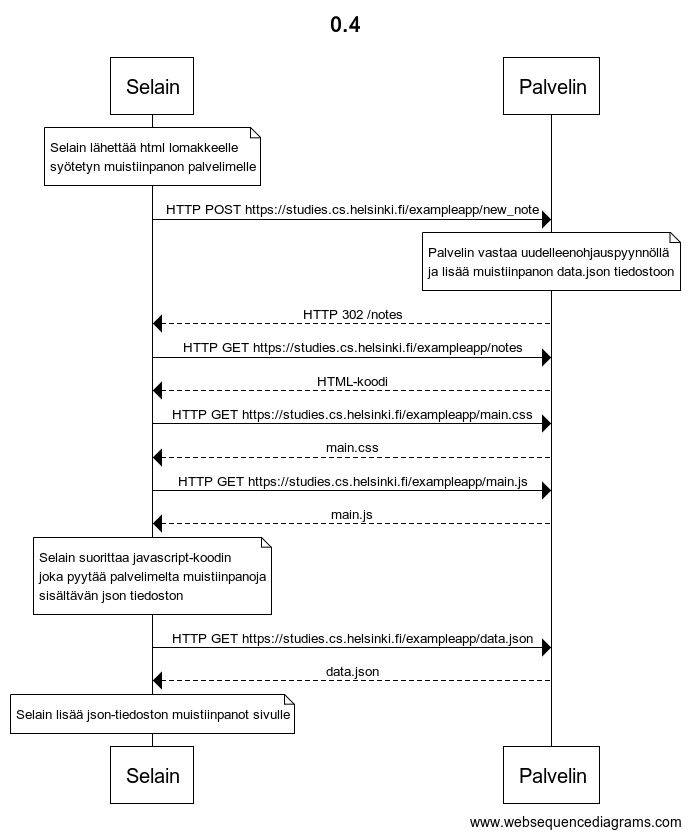 0.4
Selain
Palvelin
Selain lähettää html lomakkeelle
syötetyn muistiinpanon palvelimelle
HTTP POST https://studies.cs.helsinki.fi/exampleapp/new_note
Palvelin vastaa uudelleenohjauspyynnöllä
ja lisää muistiinpanon data.json tiedostoon
HTTP 302 /notes
HTTP GET https://studies.cs.helsinki.fi/exampleapp/notes
HTML-koodi
HTTP GET https://studies.cs.helsinki.fi/exampleapp/main.css
main.css
HTTP GET https://studies.cs.helsinki.fi/exampleapp/main.js
main.js
Selain suorittaa javascript-koodin
joka pyytää palvelimelta muistiinpanoja
sisältävän json tiedoston
HTTP GET https://studies.cs.helsinki.fi/exampleapp/data.json
data.json
Selain lisää json-tiedoston muistiinpanot sivulle
Selain
Palvelin
www.websequencediagrams.com